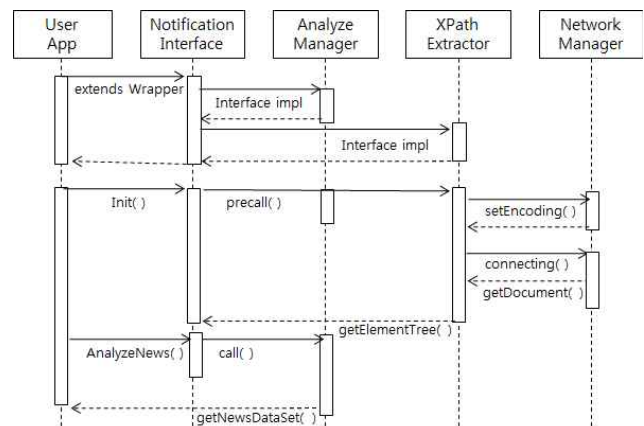 User
App
Notification
Interface
Analyze
Manager
XPath
Extractor
Network
Manager
extends Wrapper
Interface impl
Interface impl
Init( )
precall( )
setEncoding( )
connecting( )
getDocument( )
getElementTree( )
AnalyzeNews( )
call( )
getNewsDataSet( )